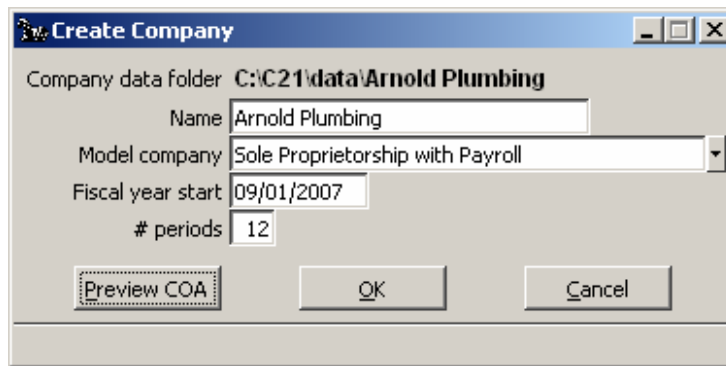 Create Company
Company data folder C:\C21\data\Arnold Plumbing
Name Arnold Plumbing
Model company Sole Proprietorship with Payroll
Fiscal year start 09/01/2007
# periods 12
Preview COA OK Cancel